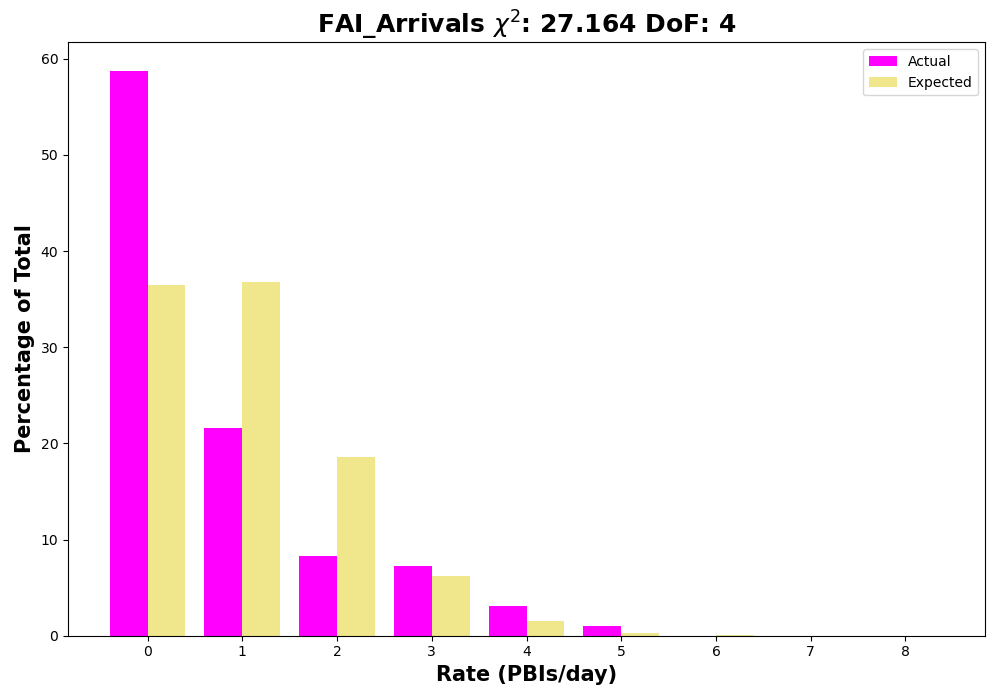 FAI_Arrivals χ²: 27.164 DoF: 4
Actual
Expected
Percentage of Total
60
50
40
30
20
10
0
0 1 2 3 4 5 6 7 8
Rate (PBIs/day)